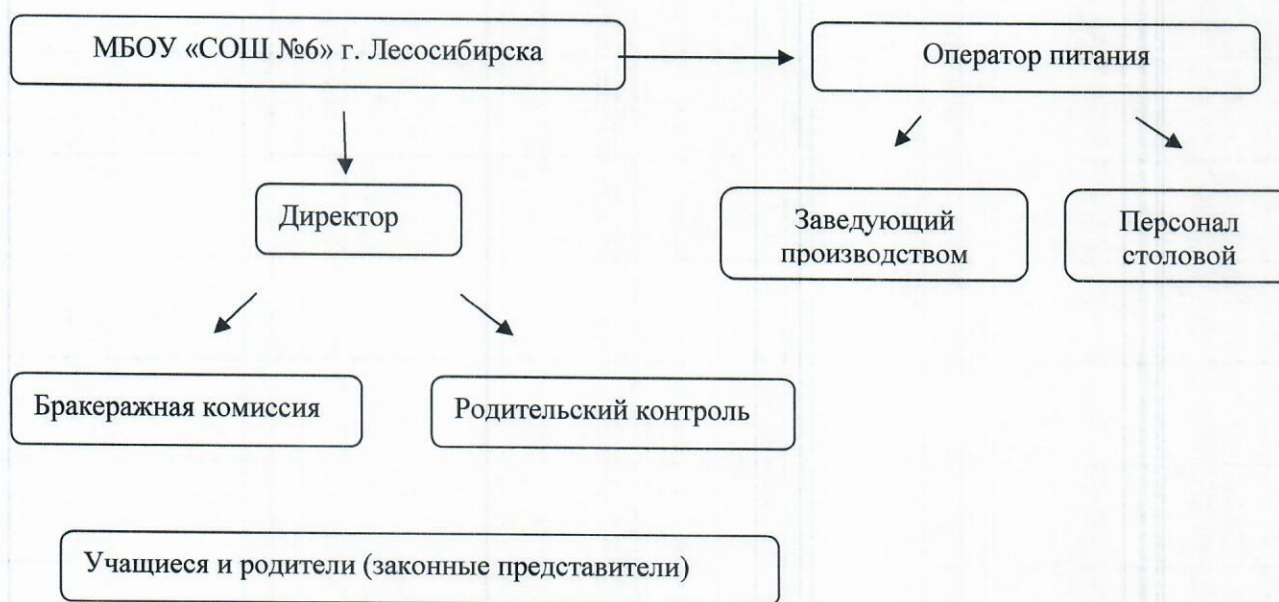 МБОУ «СОШ №6» г. Лесосибирска
Оператор питания
Директор
Заведующий
производством
Персонал
столовой
Бракеражная комиссия
Родительский контроль
Учащиеся и родители (законные представители)